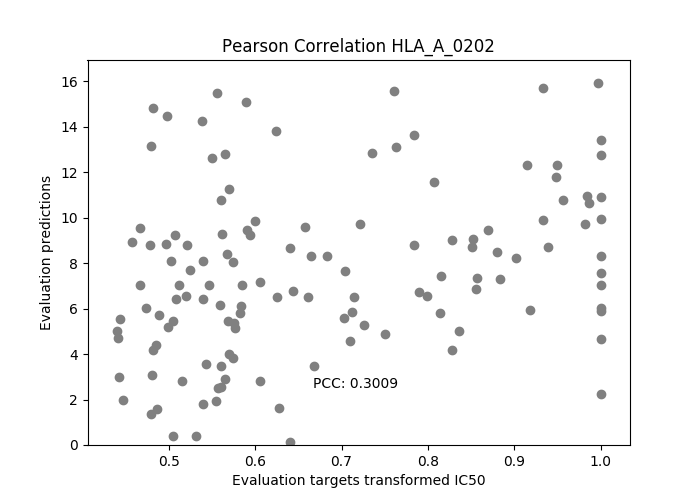 Pearson Correlation HLA_A_0202
16
14
12
10
8
6
4
2
0
Evaluation predictions
PCC: 0.3009
0.5 0.6 0.7 0.8 0.9 1.0
Evaluation targets transformed IC50